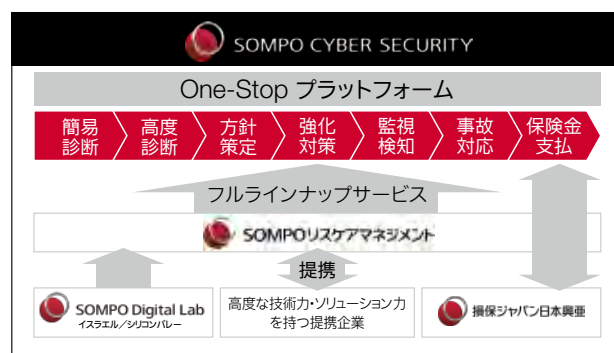 SOMPO CYBER SECURITY
One-Stop プラットフォーム
簡易
診断
高度
診断
方針
策定
強化
対策
監視
検知
事故
対応
保険金
支払
フルラインナップサービス
SOMPOリスケアマネジメント
提携
SOMPO Digital Lab
イスラエル/シリコンバレー
高度な技術力・ソリューション力
を持つ提携企業
損保ジャパン日本興亜